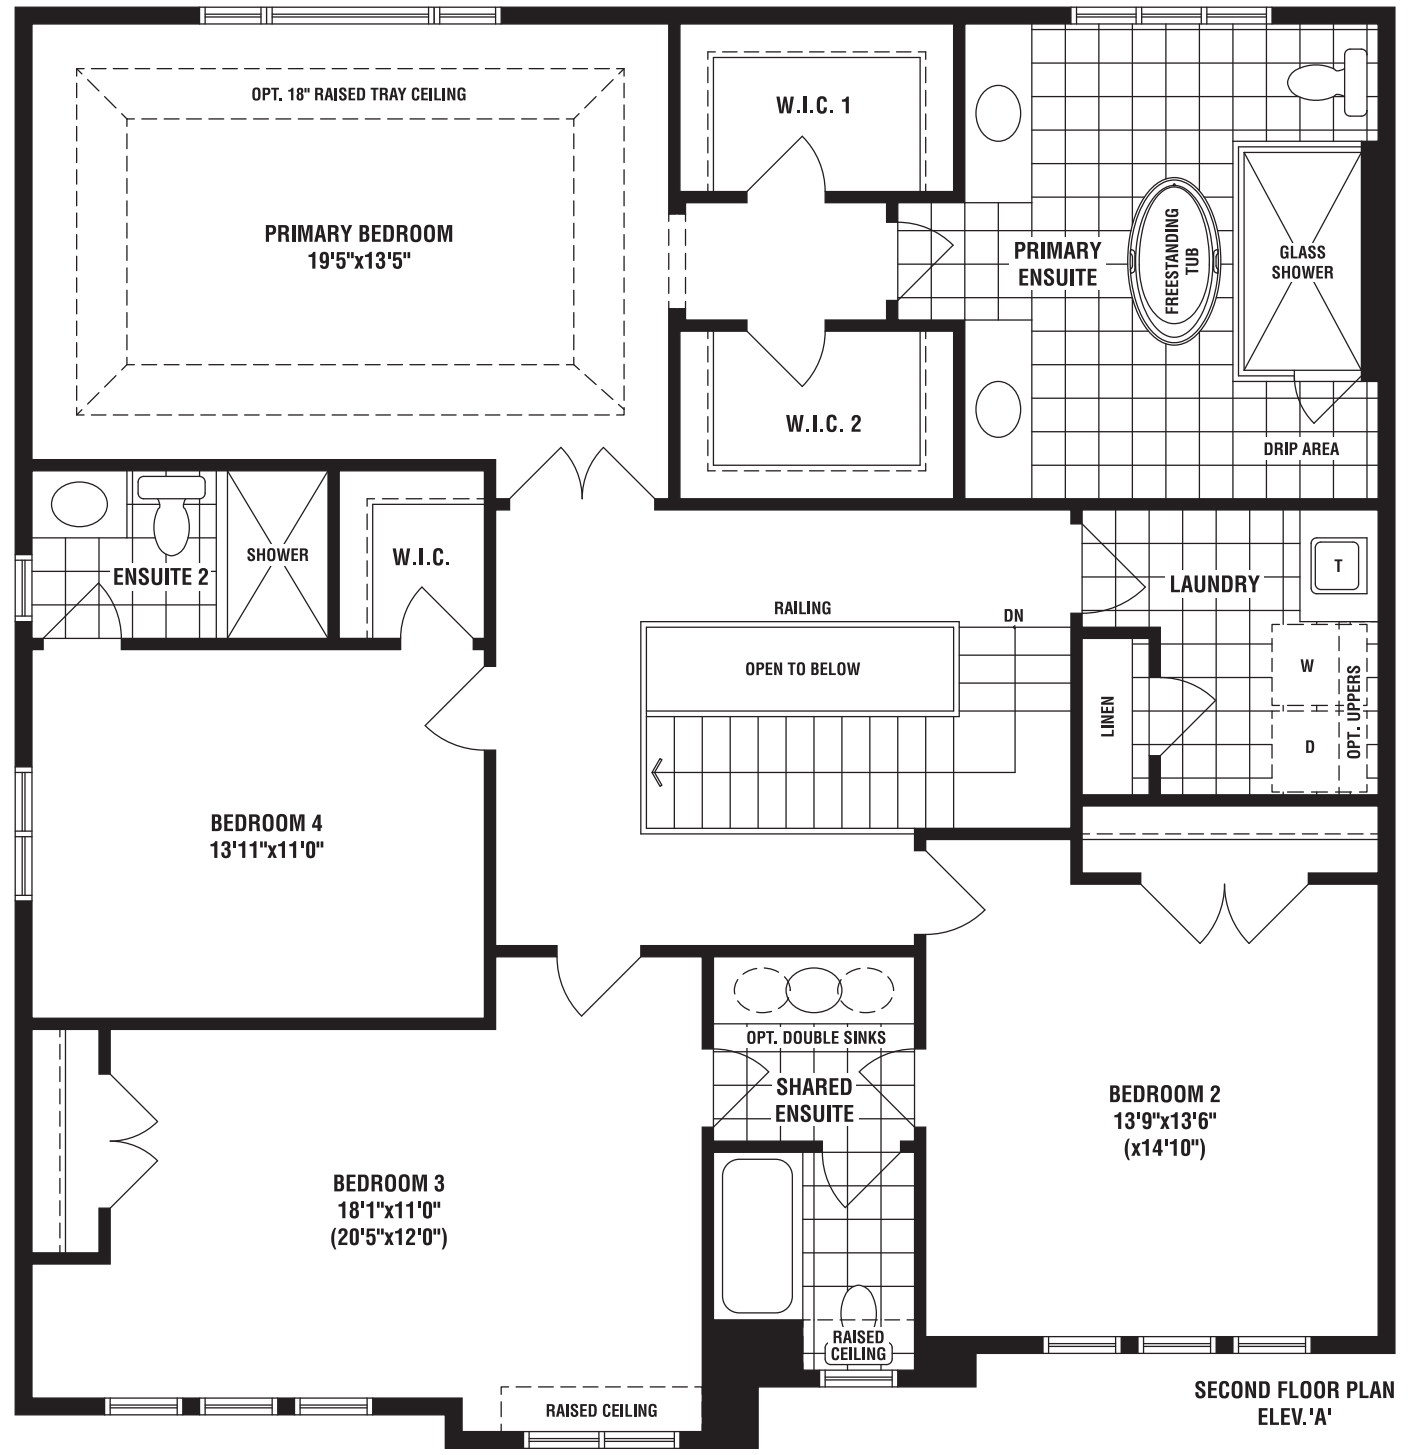 OPT. 18" RAISED TRAY CEILING
W.I.C. 1
PRIMARY BEDROOM
19'5"x13'5"
PRIMARY
ENSUITE
FREESTANDING
TUB
GLASS
SHOWER
W.I.C. 2
DRIP AREA
ENSUITE 2
SHOWER
W.I.C.
LAUNDRY
T
RAILING
DN
OPEN TO BELOW
W
D
OPT. UPPERS
LINEN
BEDROOM 4
13'11"x11'0"
OPT. DOUBLE SINKS
SHARED
ENSUITE
BEDROOM 2
13'9"x13'6"
(x14'10")
BEDROOM 3
18'1"x11'0"
(20'5"x12'0")
RAISED
CEILING
RAISED CEILING
SECOND FLOOR PLAN
ELEV.'A'